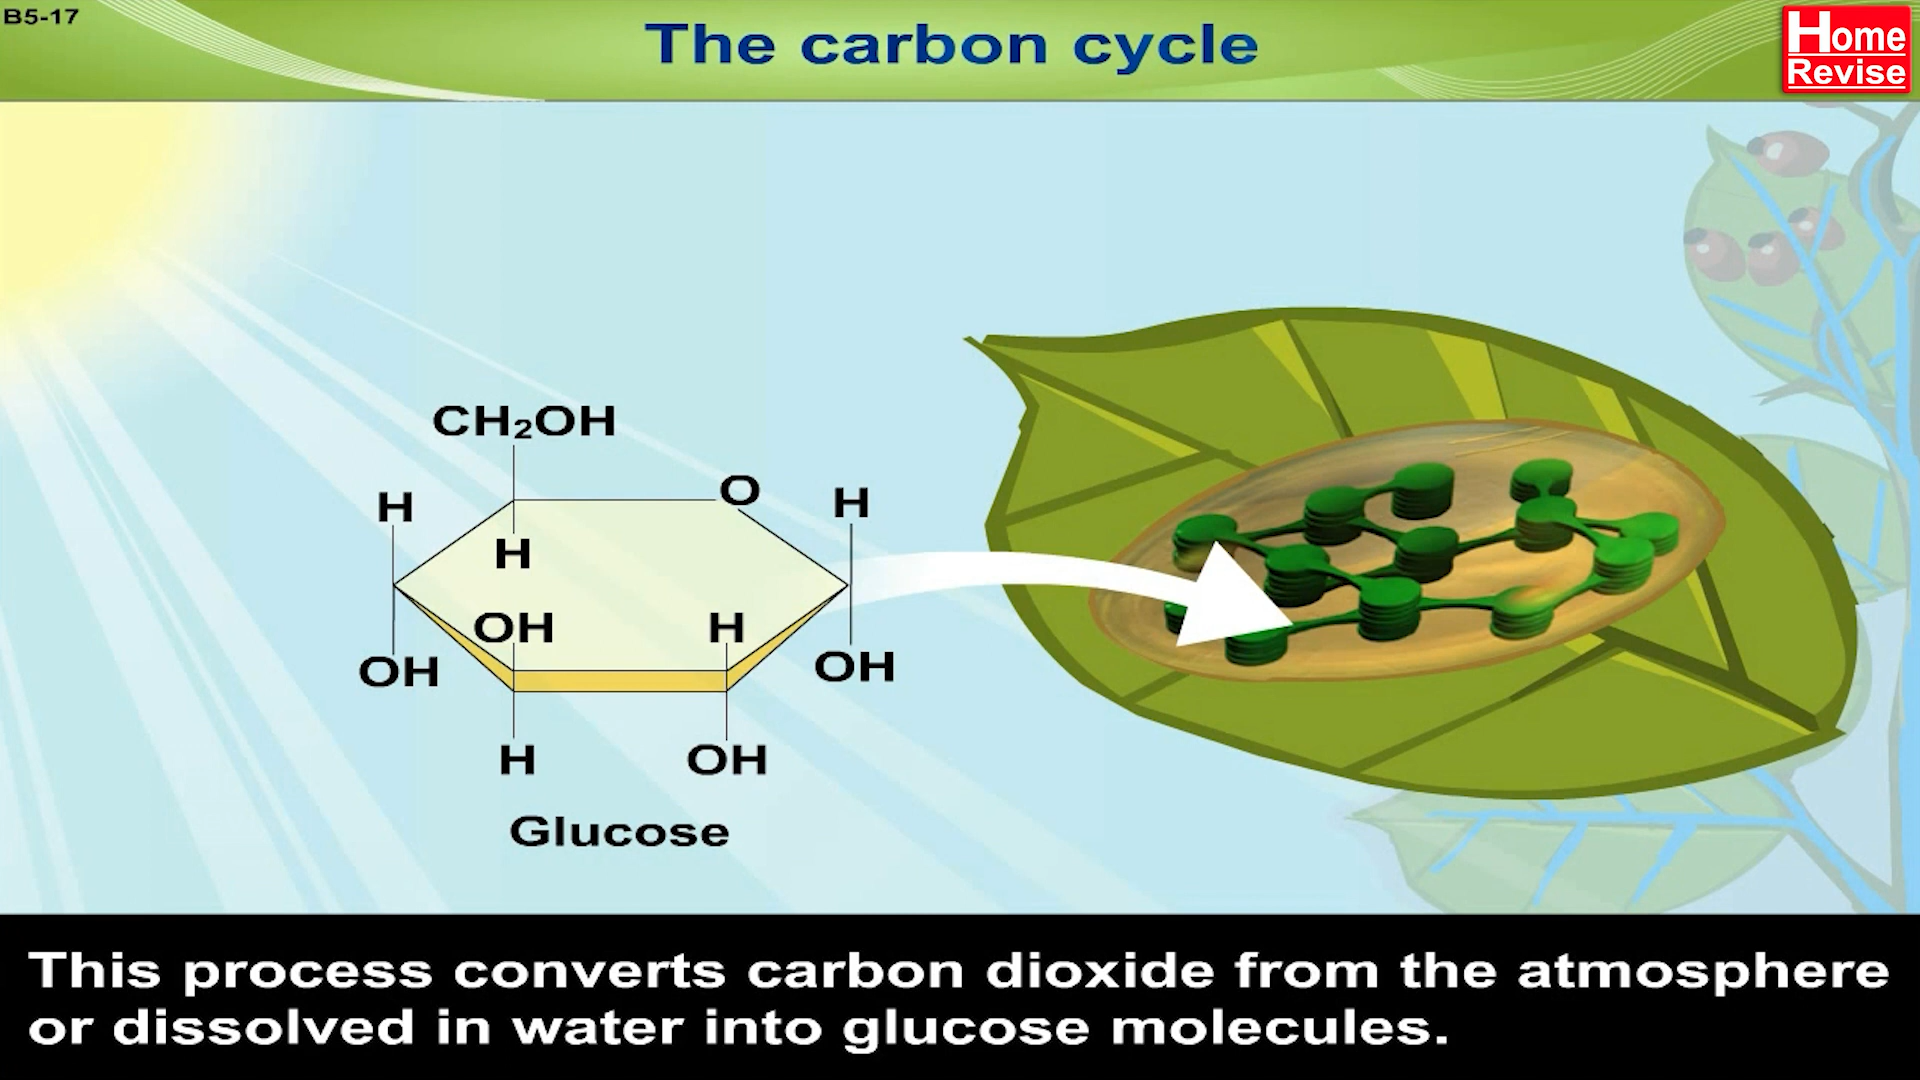 B5-17
The carbon cycle
Home
Revise
CH₂OH
H
O
H
H
OH
H
OH
OH
H
OH
Glucose
This process converts carbon dioxide from the atmosphere
or dissolved in water into glucose molecules.